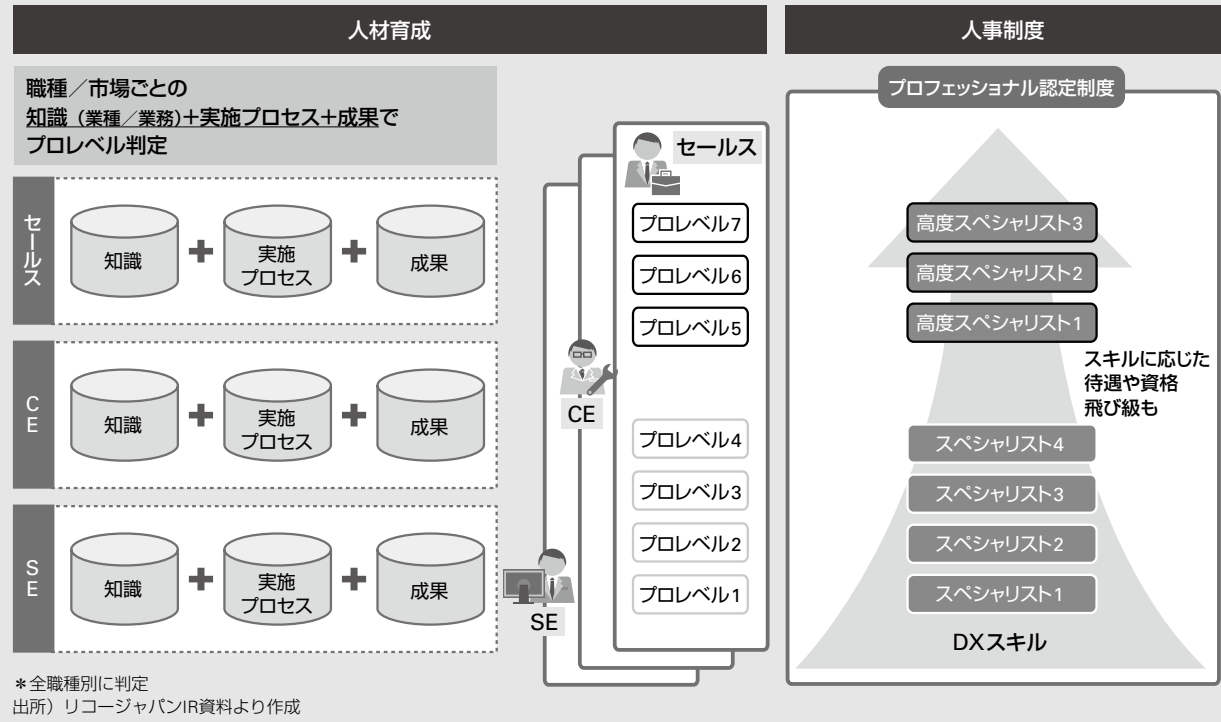 人材育成
職種／市場ごとの
知識（業種／業務）＋実施プロセス＋成果で
プロレベル判定
セールス
知識
＋
実施
プロセス
＋
成果
CE
知識
＋
実施
プロセス
＋
成果
SE
知識
＋
実施
プロセス
＋
成果
セールス
CE
SE
プロレベル7
プロレベル6
プロレベル5
プロレベル4
プロレベル3
プロレベル2
プロレベル1
人事制度
プロフェッショナル認定制度
高度スペシャリスト3
高度スペシャリスト2
高度スペシャリスト1
スキルに応じた
待遇や資格
飛び級も
スペシャリスト4
スペシャリスト3
スペシャリスト2
スペシャリスト1
DXスキル
＊全職種別に判定
出所）リコージャパンIR資料より作成